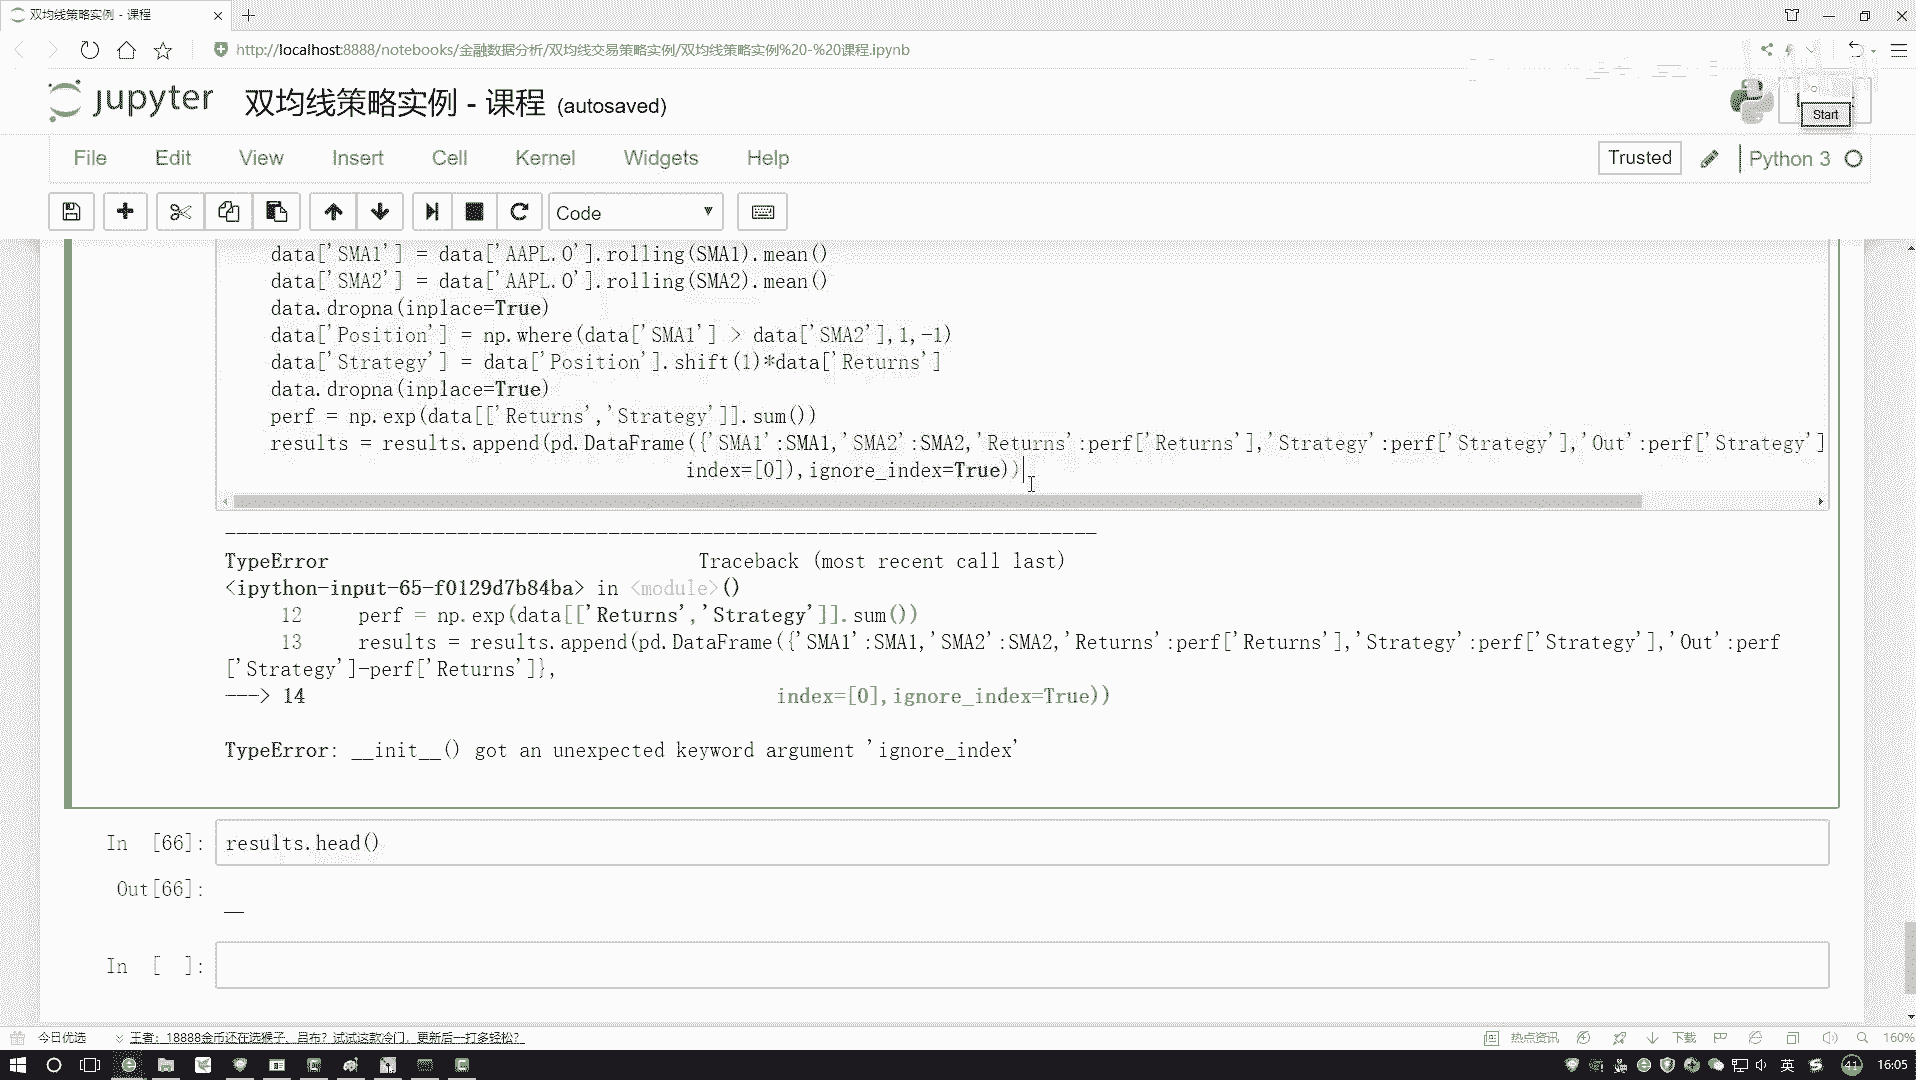 双均线策略实例 - 课程
http://localhost:8888/notebooks/金融数据分析/双均线交易策略实例/双均线策略实例%20-%20课程.ipynb
jupyter 双均线策略实例 - 课程 (autosaved)
Start
File Edit View Insert Cell Kernel Widgets Help
Trusted Python 3
Code
data['SMA1'] = data['AAPL.O'].rolling(SMA1).mean()
data['SMA2'] = data['AAPL.O'].rolling(SMA2).mean()
data.dropna(inplace=True)
data['Position'] = np.where(data['SMA1'] > data['SMA2'],1,-1)
data['Strategy'] = data['Position'].shift(1)*data['Returns']
data.dropna(inplace=True)
perf = np.exp(data[['Returns','Strategy']].sum())
results = results.append(pd.DataFrame({'SMA1':SMA1,'SMA2':SMA2,'Returns':perf['Returns'],'Strategy':perf['Strategy'],'Out':perf['Strategy']
index=[0]),ignore_index=True))
---------------------------------------------------------------------------
TypeError Traceback (most recent call last)
<ipython-input-65-f0129d7b84ba> in <module>()
12 perf = np.exp(data[['Returns','Strategy']].sum())
13 results = results.append(pd.DataFrame({'SMA1':SMA1,'SMA2':SMA2,'Returns':perf['Returns'],'Strategy':perf['Strategy'],'Out':perf
['Strategy']-perf['Returns']},
---> 14 index=[0],ignore_index=True))
TypeError: __init__() got an unexpected keyword argument 'ignore_index'
In [66]: results.head()
Out[66]:
In [ ]:
今日优选 王者：18888金币还在选猴子、吕布？试试这款冷门，更新后一打多轻松！ 热点资讯 下载 160%
英 41 16:05